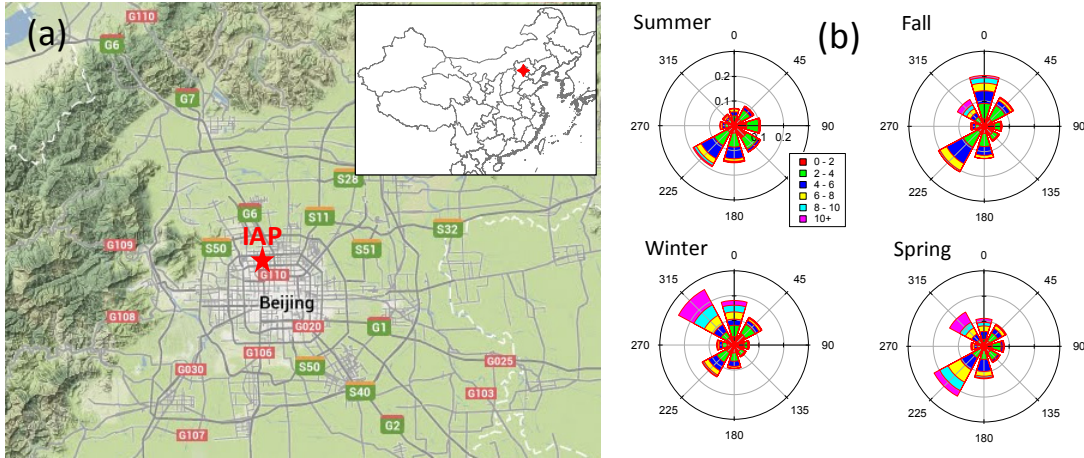 (a)
G110
G6
G7
S28
G6
S11
S32
G109
S50
IAP
S51
G110
Beijing
G108
G020
G1
G106
G030
S50
G025
S40
G103
G2
G107
Summer
(b)
Fall
0
315
45
0.2
0.1
270
90
0.1
0.2
225
180
0 - 2
2 - 4
4 - 6
6 - 8
8 - 10
10+
0
315
45
270
90
225
135
180
Winter
Spring
0
315
45
270
90
225
135
180
0
315
45
270
90
225
135
180